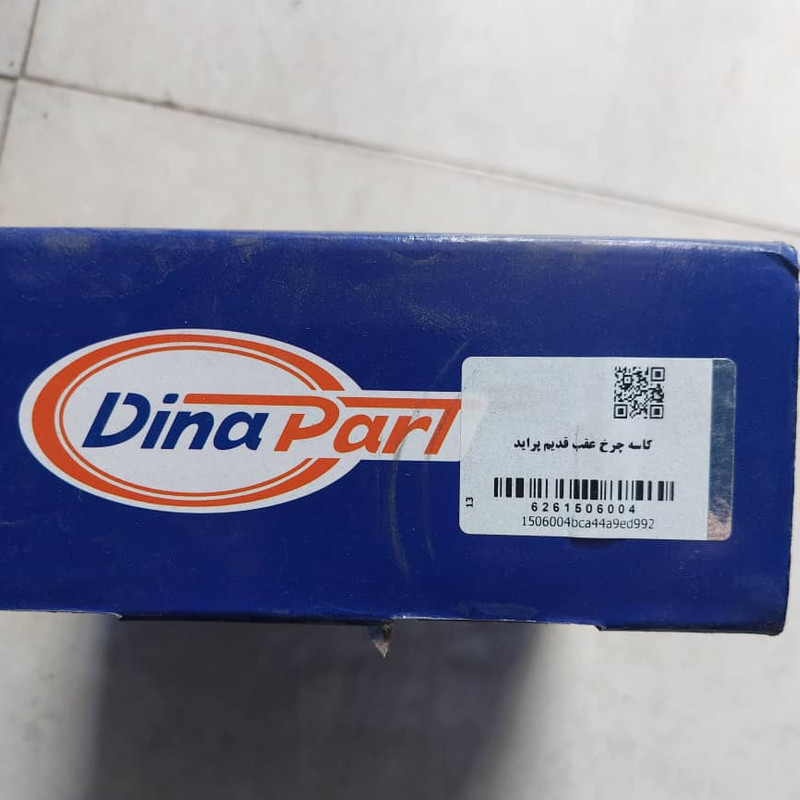 Dina Part
کاسه چرخ عقب قدیم پراید
13
6261506004
1506004bca44a9ed992